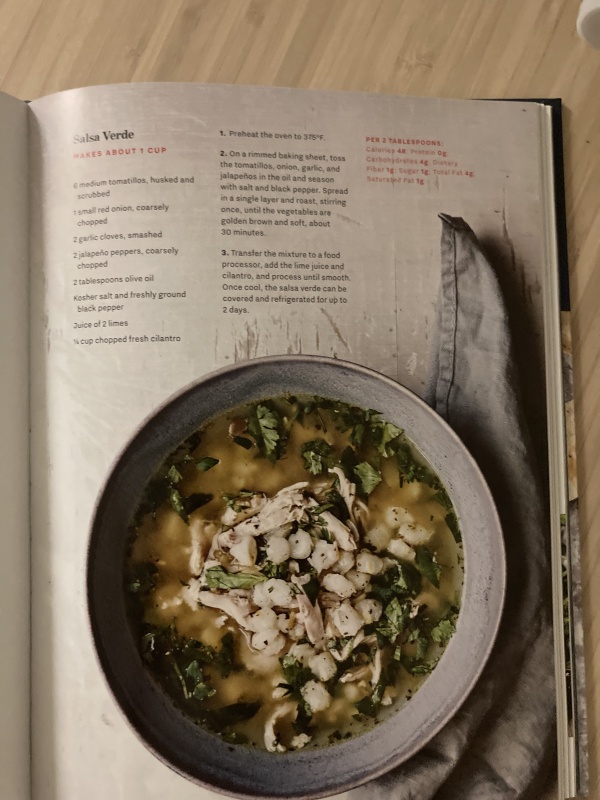 Salsa Verde
MAKES ABOUT 1 CUP
6 medium tomatillos, husked and
scrubbed
1 small red onion, coarsely
chopped
2 garlic cloves, smashed
2 jalapeño peppers, coarsely
chopped
2 tablespoons olive oil
Kosher salt and freshly ground
black pepper
Juice of 2 limes
¼ cup chopped fresh cilantro
1. Preheat the oven to 375°F.
2. On a rimmed baking sheet, toss
the tomatillos, onion, garlic, and
jalapeños in the oil and season
with salt and black pepper. Spread
in a single layer and roast, stirring
once, until the vegetables are
golden brown and soft, about
30 minutes.
3. Transfer the mixture to a food
processor, add the lime juice and
cilantro, and process until smooth.
Once cool, the salsa verde can be
covered and refrigerated for up to
2 days.
PER 2 TABLESPOONS:
Calories 48; Protein 0g;
Carbohydrates 4g; Dietary
Fiber 1g; Sugar 1g; Total Fat 4g;
Saturated Fat 1g